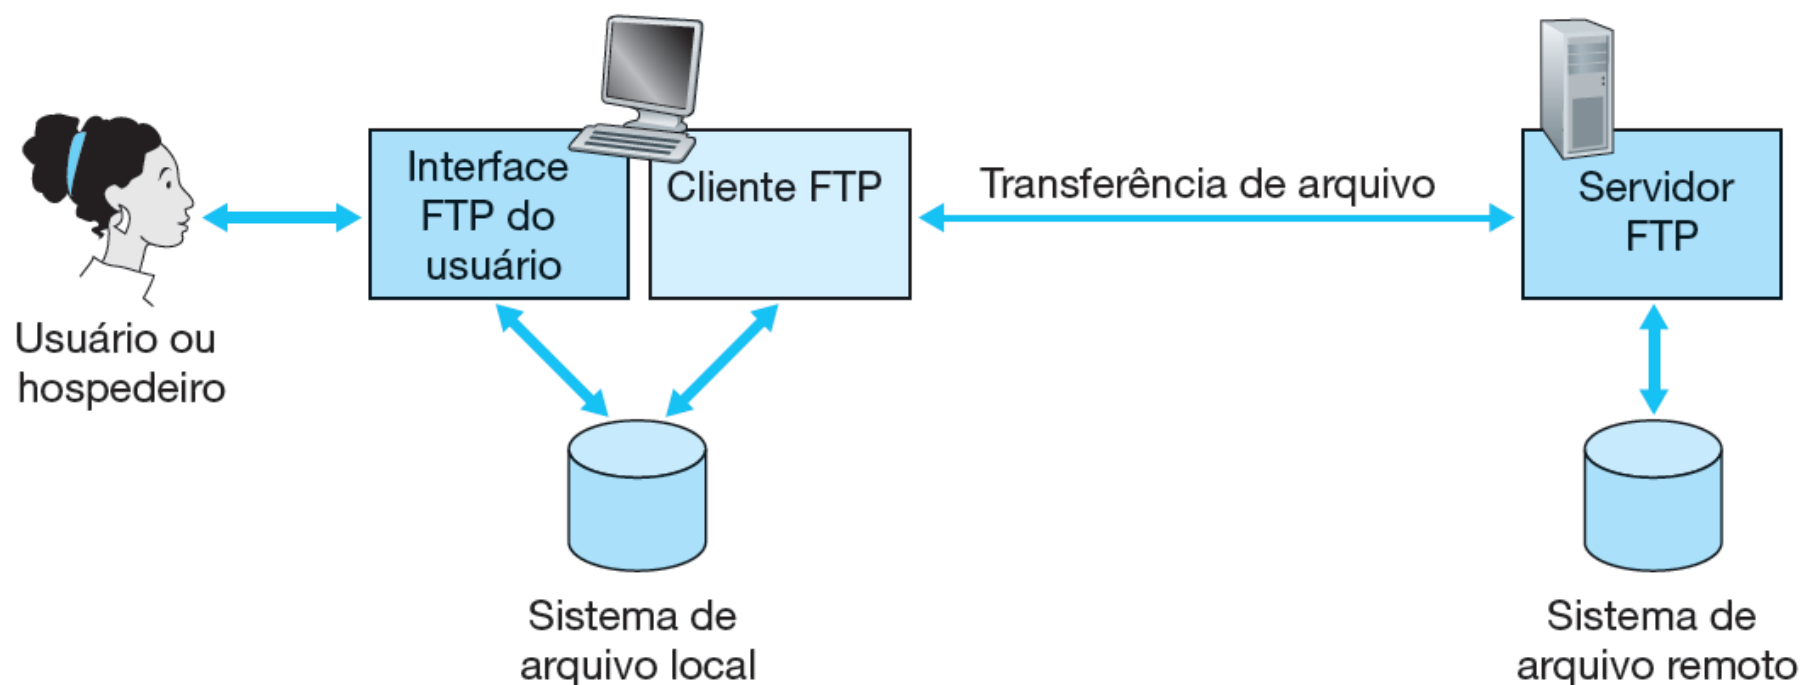 Interface
FTP do
usuário
Cliente FTP
Transferência de arquivo
Servidor
FTP
Usuário ou
hospedeiro
Sistema de
arquivo local
Sistema de
arquivo remoto